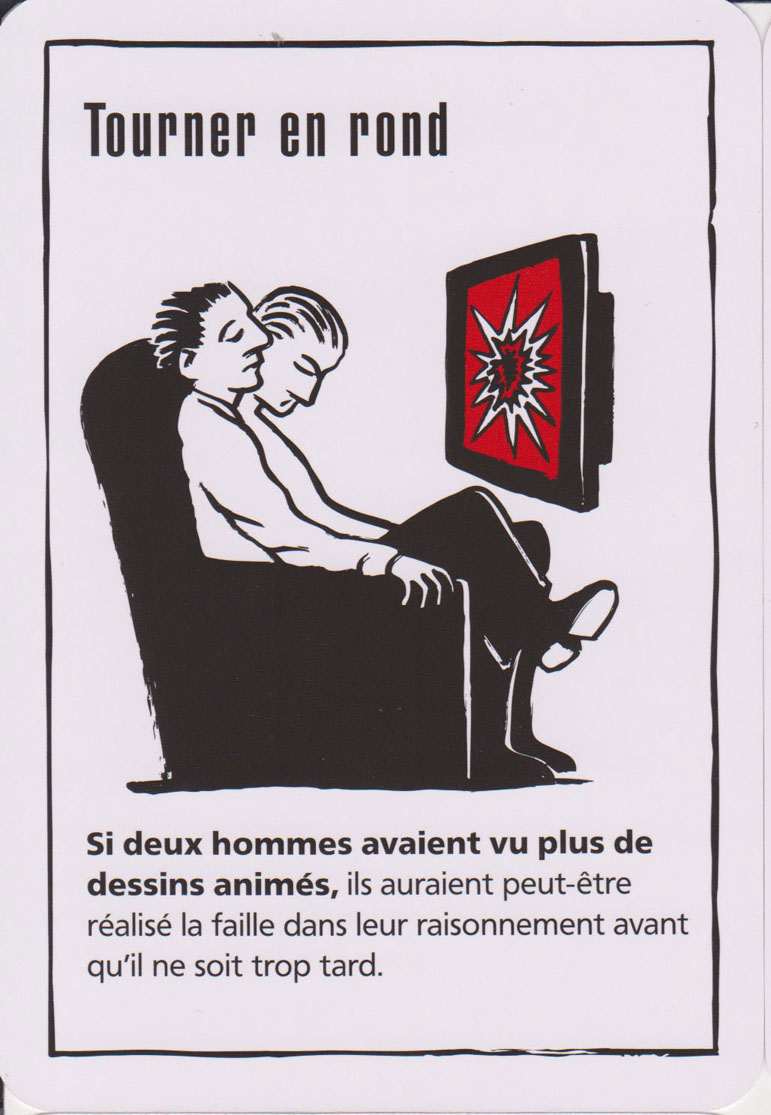 Tourner en rond
Si deux hommes avaient vu plus de
dessins animés, ils auraient peut-être
réalisé la faille dans leur raisonnement avant
qu'il ne soit trop tard.